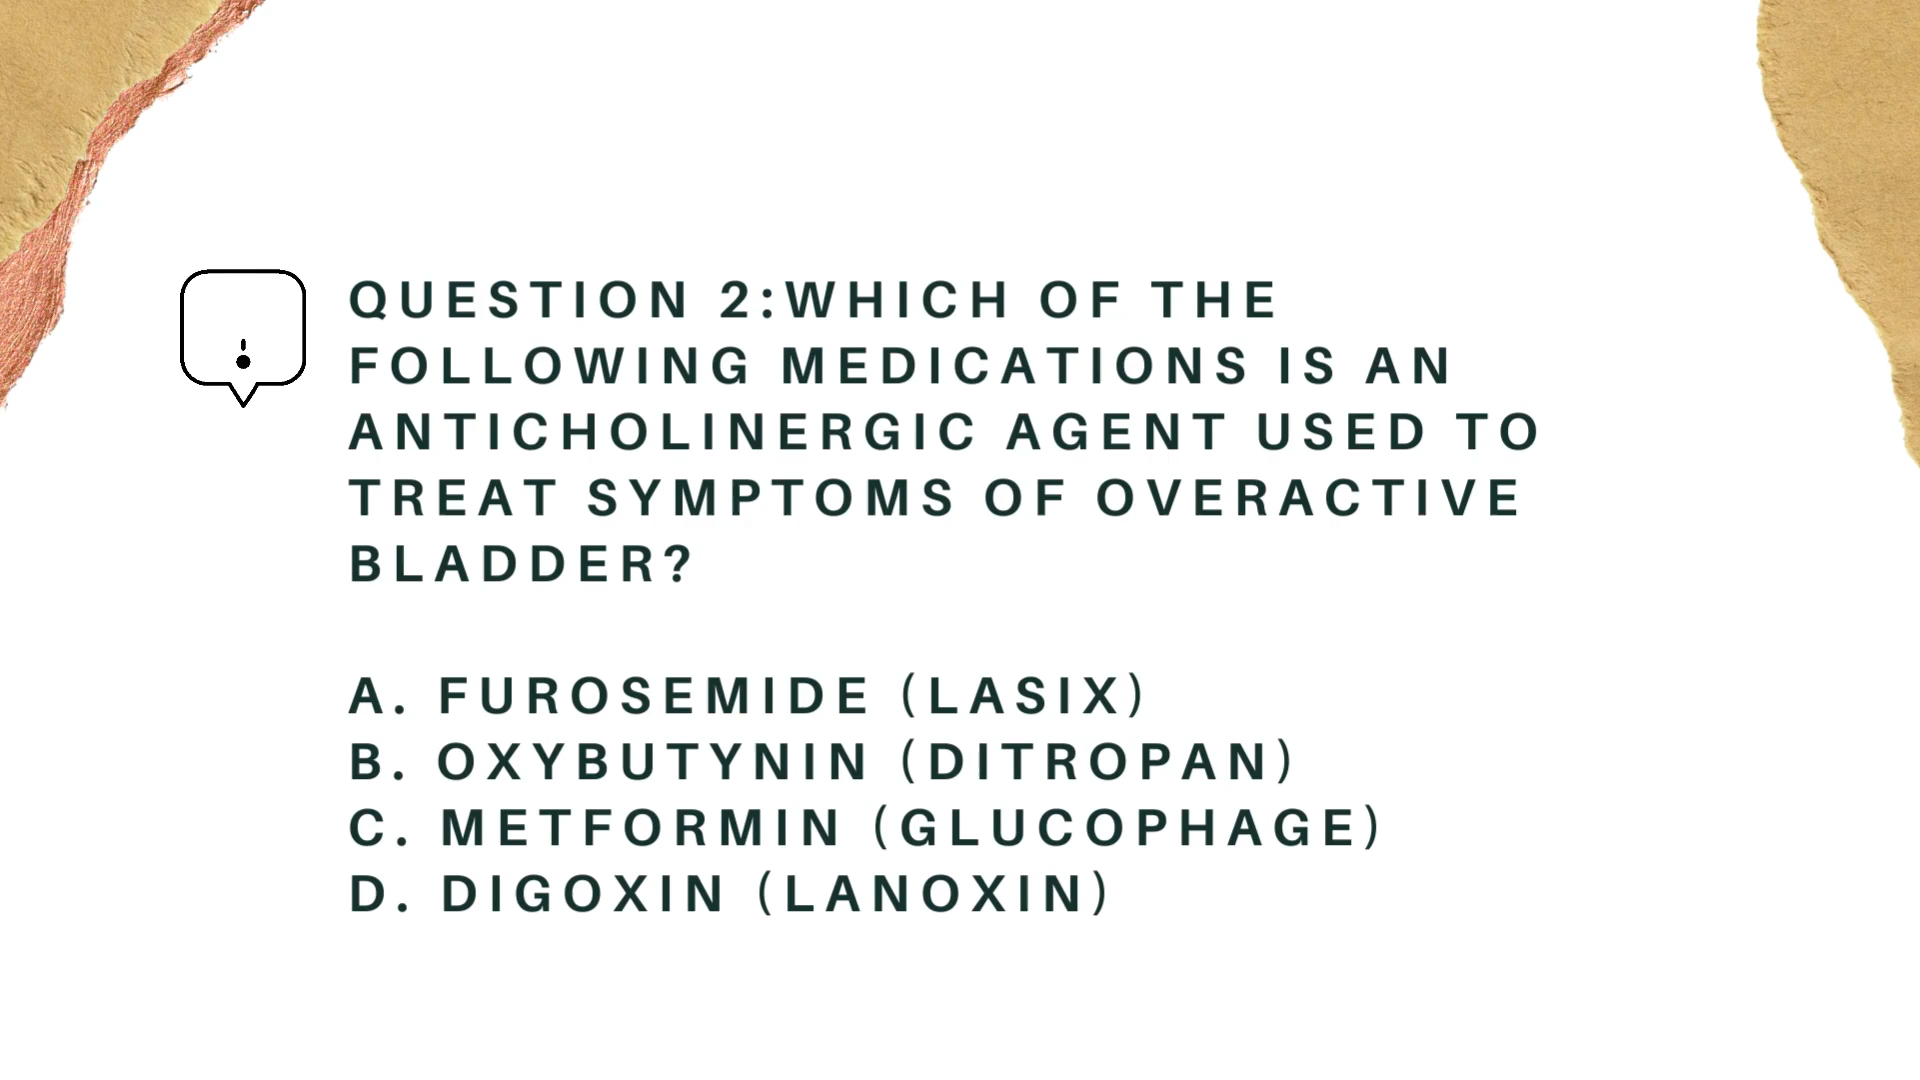 QUESTION 2:WHICH OF THE
FOLLOWING MEDICATIONS IS AN
ANTICHOLINERGIC AGENT USED TO
TREAT SYMPTOMS OF OVERACTIVE
BLADDER?
A. FUROSEMIDE (LASIX)
B. OXYBUTYNIN (DITROPAN)
C. METFORMIN (GLUCOPHAGE)
D. DIGOXIN (LANOXIN)